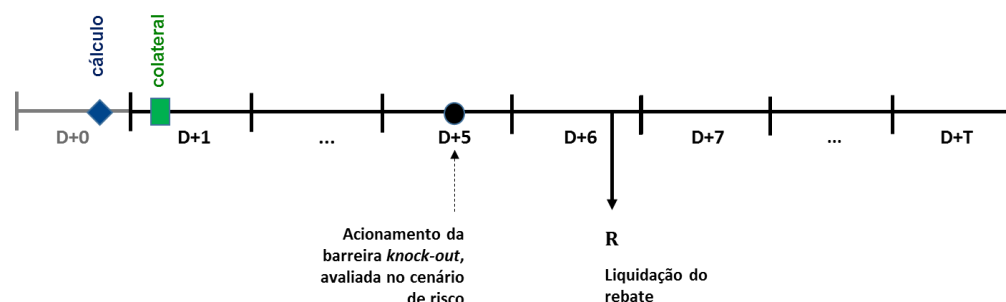 cálculo
colateral
D+0
D+1
...
D+5
D+6
D+7
...
D+T
Acionamento da
barreira knock-out,
avaliada no cenário
de risco
R
Liquidação do
rebate